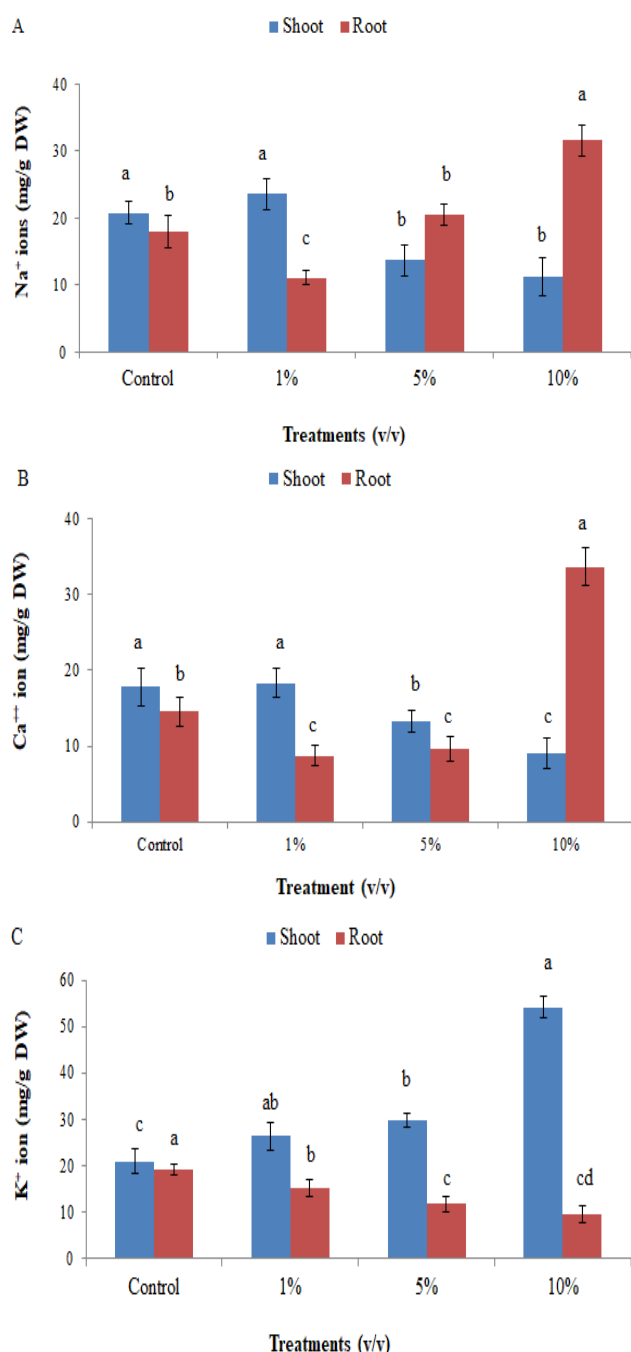 A
Shoot Root
Na⁺ ions (mg/g DW)
40
30
20
10
0
a
b
a
c
b
b
b
a
Control 1% 5% 10%
Treatments (v/v)
B
Shoot Root
Ca⁺⁺ ion (mg/g DW)
40
30
20
10
0
a
b
a
c
b
c
c
a
Control 1% 5% 10%
Treatment (v/v)
C
Shoot Root
K⁺ ion (mg/g DW)
60
50
40
30
20
10
0
c
a
ab
b
b
c
a
cd
Control 1% 5% 10%
Treatments (v/v)